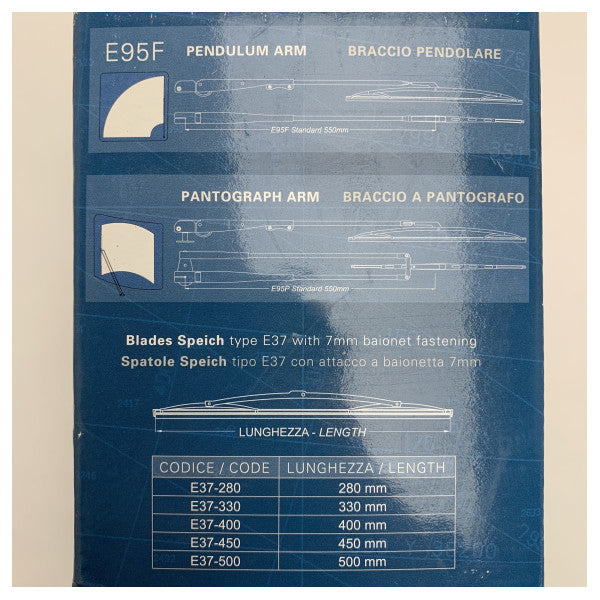 E95F PENDULUM ARM BRACCIO PENDOLARE
E95F Standard 550mm
PANTOGRAPH ARM BRACCIO A PANTOGRAFO
E95P Standard 550mm
Blades Speich type E37 with 7mm baionet fastening
Spatole Speich tipo E37 con attacco a baionetta 7mm
LUNGHEZZA - LENGTH
CODICE / CODE LUNGHEZZA / LENGTH
E37-280 280 mm
E37-330 330 mm
E37-400 400 mm
E37-450 450 mm
E37-500 500 mm